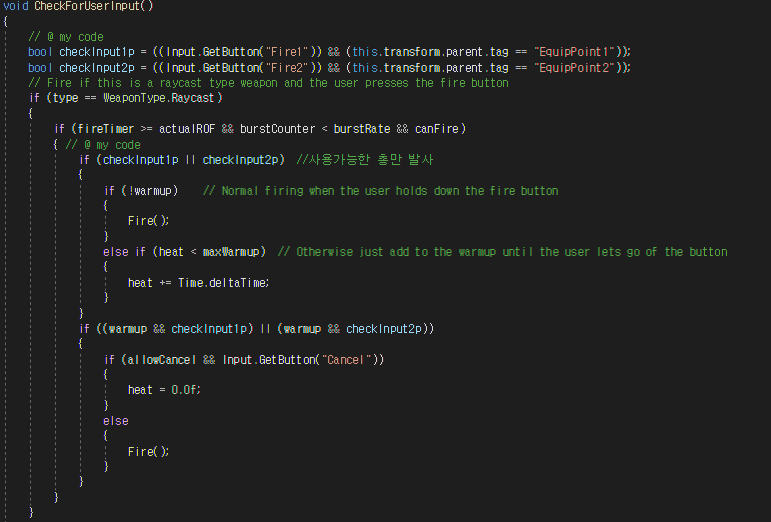 void CheckForUserInput()
{
// @ my code
bool checkInput1p = ((Input.GetButton("Fire1")) && (this.transform.parent.tag == "EquipPoint1"));
bool checkInput2p = ((Input.GetButton("Fire2")) && (this.transform.parent.tag == "EquipPoint2"));
// Fire if this is a raycast type weapon and the user presses the fire button
if (type == WeaponType.Raycast)
{
if (fireTimer >= actualROF && burstCounter < burstRate && canFire)
{ // @ my code
if (checkInput1p || checkInput2p) //사용가능한 총만 발사
{
if (!warmup) // Normal firing when the user holds down the fire button
{
Fire();
}
else if (heat < maxWarmup) // Otherwise just add to the warmup until the user lets go of the button
{
heat += Time.deltaTime;
}
}
if ((warmup && checkInput1p) || (warmup && checkInput2p))
{
if (allowCancel && Input.GetButton("Cancel"))
{
heat = 0.0f;
}
else
{
Fire();
}
}
}
}